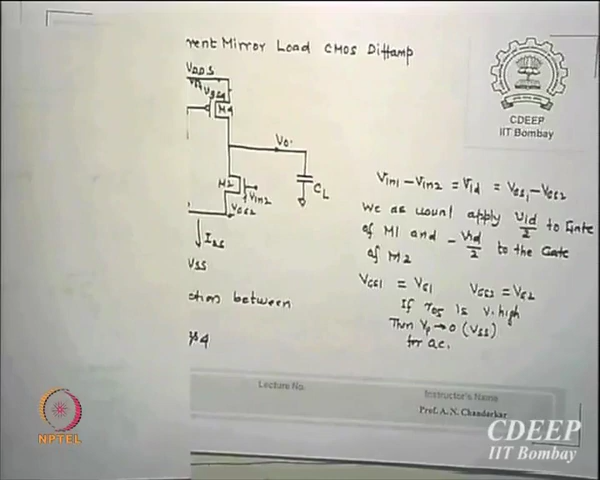 rent Mirror Load CMOS Diffamp
VDDS
VSG4
M4
Vo.
M2
Vin2
CL
VGS2
ISS
VSS
ction between
CDEEP
IIT Bombay
Vin1 - Vin2 = Vid = VGS1 - VGS2
We as usual apply Vid/2 to Gate
of M1 and - Vid/2 to the Gate
of M2
VGS1 = VG1 VGS2 = VG2
If ros is v. high
Then Vp → 0 (VSS)
for a.c.
Lecture No.
Instructor's Name
Prof. A. N. Chandorkar
NPTEL
CDEEP
IIT Bombay